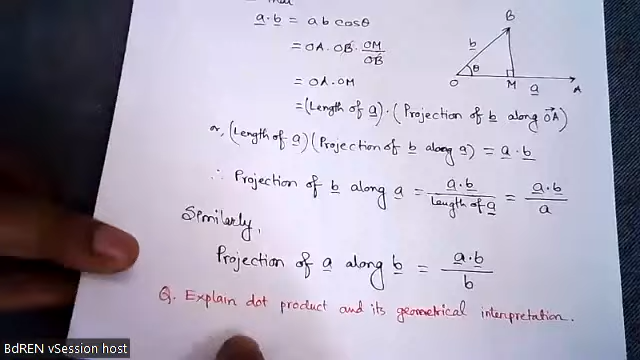 a·b = ab cosθ
= OA·OB· OM/OB
= OA·OM
= (Length of a)·(Projection of b along OA)
or, (Length of a)(Projection of b along a) = a·b
∴ Projection of b along a = a·b/Length of a = a·b/a
Similarly,
Projection of a along b = a·b/b
Q. Explain dot product and its geometrical interpretation.
B
b
θ
O
M
a
A
BdREN vSession host